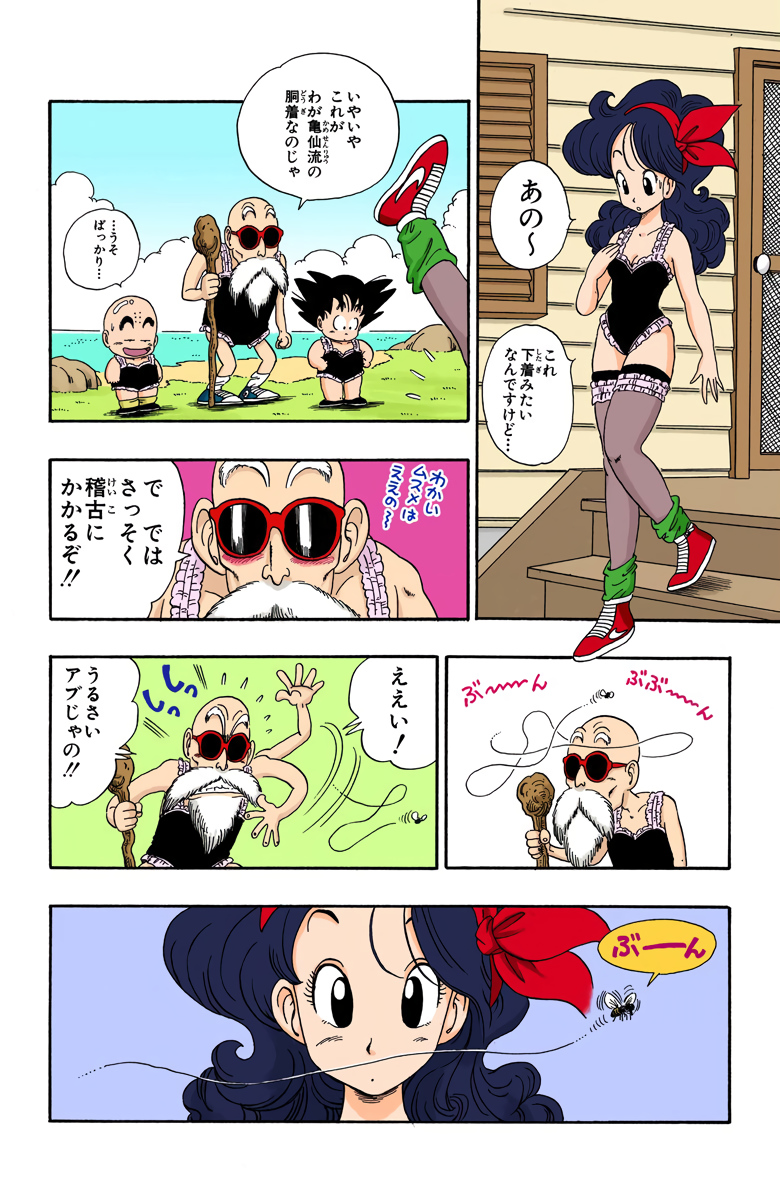 あの〜
これ
下着みたい
なんですけど…
いやいや
これが
わが亀仙流の
胴着なのじゃ
…うそ
ばっかり…
わかい
ムスメは
ええの〜
で では
さっそく
稽古に
かかるぞ!!
ぶぶ〜〜ん
ぶ〜〜ん
ええい!
しっ
しっ
うるさい
アブじゃの!!
ぶーん